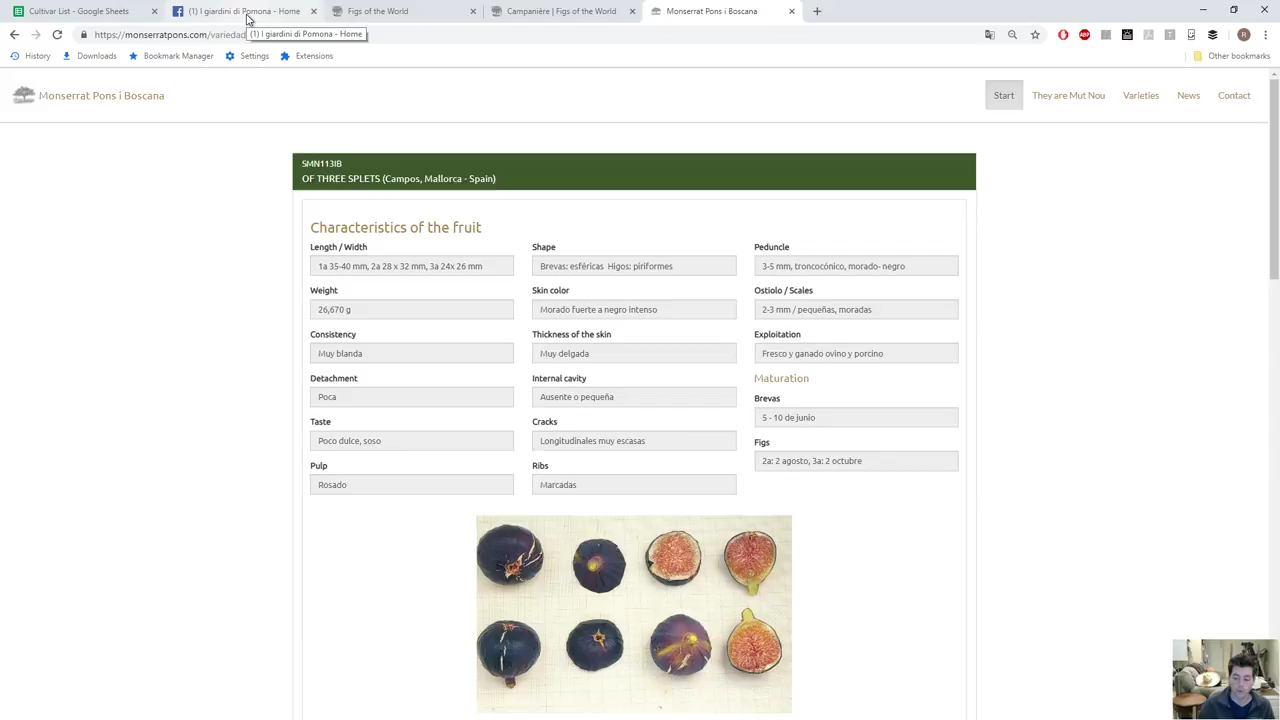 Cultivar List - Google Sheets
(1) I giardini di Pomona - Home
Figs of the World
Campanière | Figs of the World
Monserrat Pons i Boscana
https://monserratpons.com/variedad
(1) I giardini di Pomona - Home
History
Downloads
Bookmark Manager
Settings
Extensions
Other bookmarks
Monserrat Pons i Boscana
Start
They are Mut Nou
Varieties
News
Contact
SMN113IB
OF THREE SPLETS (Campos, Mallorca - Spain)
Characteristics of the fruit
Length / Width
1a 35-40 mm, 2a 28 x 32 mm, 3a 24x 26 mm
Weight
26,670 g
Consistency
Muy blanda
Detachment
Poca
Taste
Poco dulce, soso
Pulp
Rosado
Shape
Brevas: esféricas Higos: piriformes
Skin color
Morado fuerte a negro intenso
Thickness of the skin
Muy delgada
Internal cavity
Ausente o pequeña
Cracks
Longitudinales muy escasas
Ribs
Marcadas
Peduncle
3-5 mm, troncocónico, morado- negro
Ostiolo / Scales
2-3 mm / pequeñas, moradas
Exploitation
Fresco y ganado ovino y porcino
Maturation
Brevas
5 - 10 de junio
Figs
2a: 2 agosto, 3a: 2 octubre